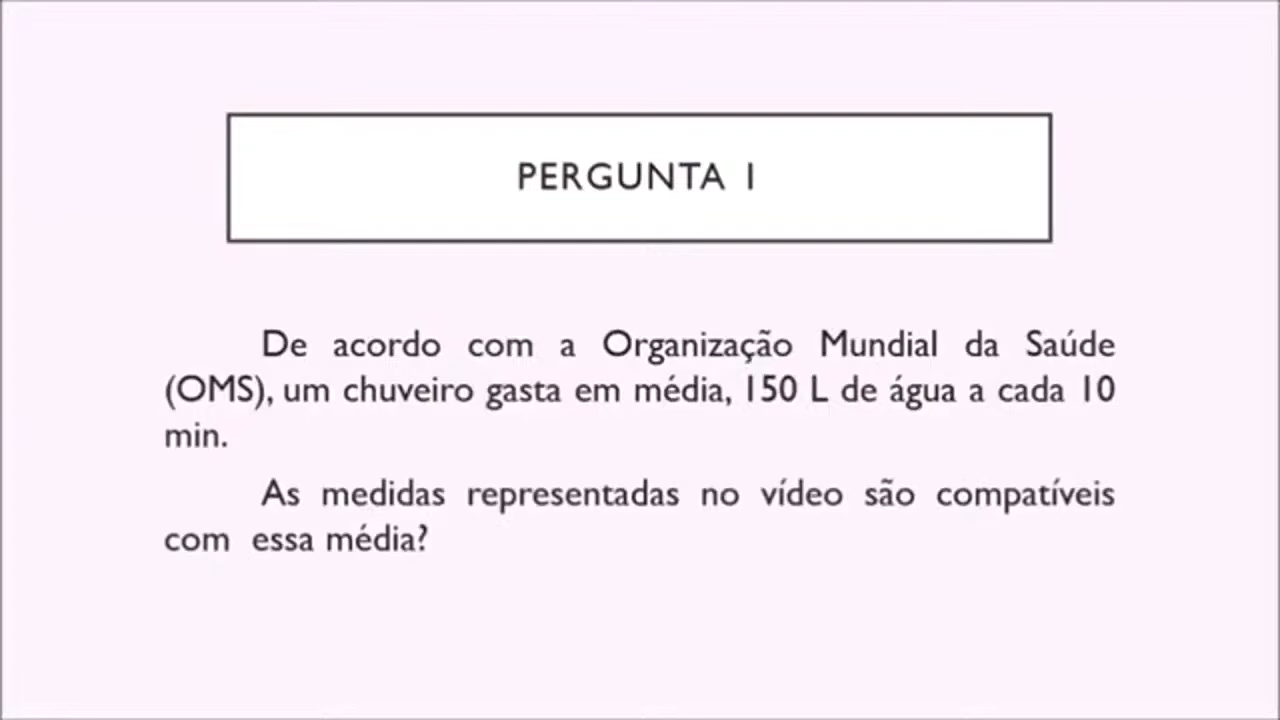 PERGUNTA 1
De acordo com a Organização Mundial da Saúde
(OMS), um chuveiro gasta em média, 150 L de água a cada 10
min.
As medidas representadas no vídeo são compatíveis
com essa média?